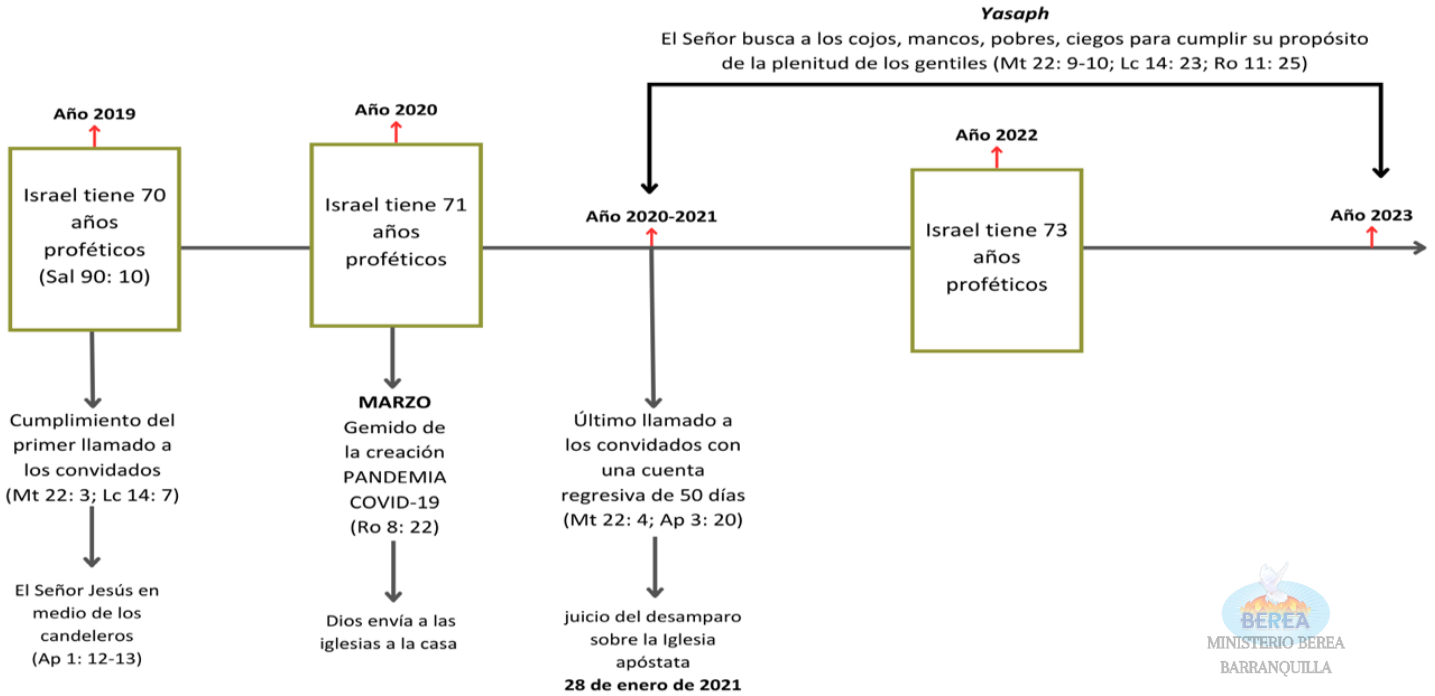 Yasaph
El Señor busca a los cojos, mancos, pobres, ciegos para cumplir su propósito
de la plenitud de los gentiles (Mt 22: 9-10; Lc 14: 23; Ro 11: 25)
Año 2019
Israel tiene 70
años
proféticos
(Sal 90: 10)
Cumplimiento del
primer llamado a
los convidados
(Mt 22: 3; Lc 14: 7)
El Señor Jesús en
medio de los
candeleros
(Ap 1: 12-13)
Año 2020
Israel tiene 71
años
proféticos
MARZO
Gemido de
la creación
PANDEMIA
COVID-19
(Ro 8: 22)
Dios envía a las
iglesias a la casa
Año 2020-2021
Último llamado a
los convidados con
una cuenta
regresiva de 50 días
(Mt 22: 4; Ap 3: 20)
juicio del desamparo
sobre la Iglesia
apóstata
28 de enero de 2021
Año 2022
Israel tiene 73
años
proféticos
Año 2023
BEREA
MINISTERIO BEREA
BARRANQUILLA